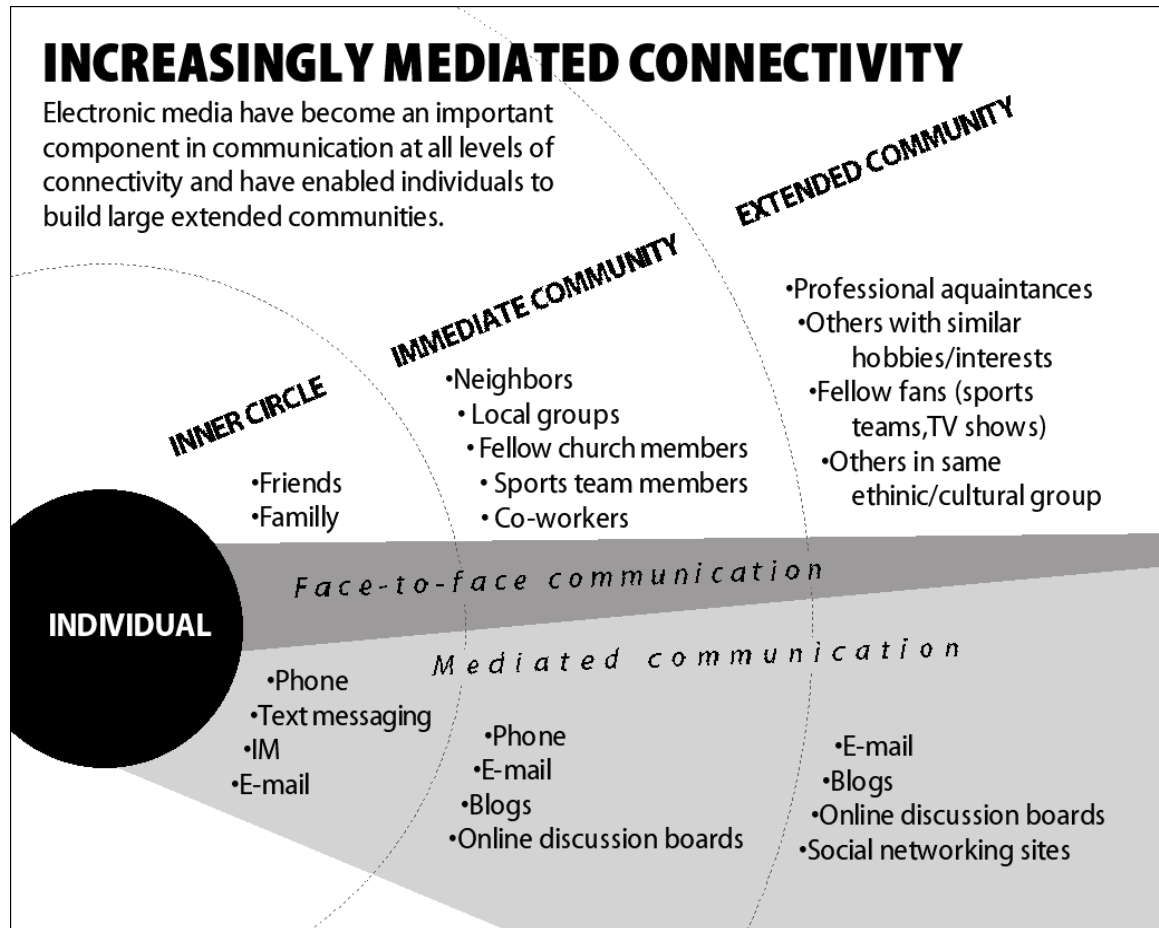 INCREASINGLY MEDIATED CONNECTIVITY
Electronic media have become an important
component in communication at all levels of
connectivity and have enabled individuals to
build large extended communities.
INNER CIRCLE
•Friends
•Familly
IMMEDIATE COMMUNITY
•Neighbors
• Local groups
• Fellow church members
• Sports team members
• Co-workers
EXTENDED COMMUNITY
•Professional aquaintances
•Others with similar
hobbies/interests
•Fellow fans (sports
teams,TV shows)
•Others in same
ethinic/cultural group
INDIVIDUAL
Face-to-face communication
Mediated communication
•Phone
•Text messaging
•IM
•E-mail
•Phone
•E-mail
•Blogs
•Online discussion boards
•E-mail
•Blogs
•Online discussion boards
•Social networking sites